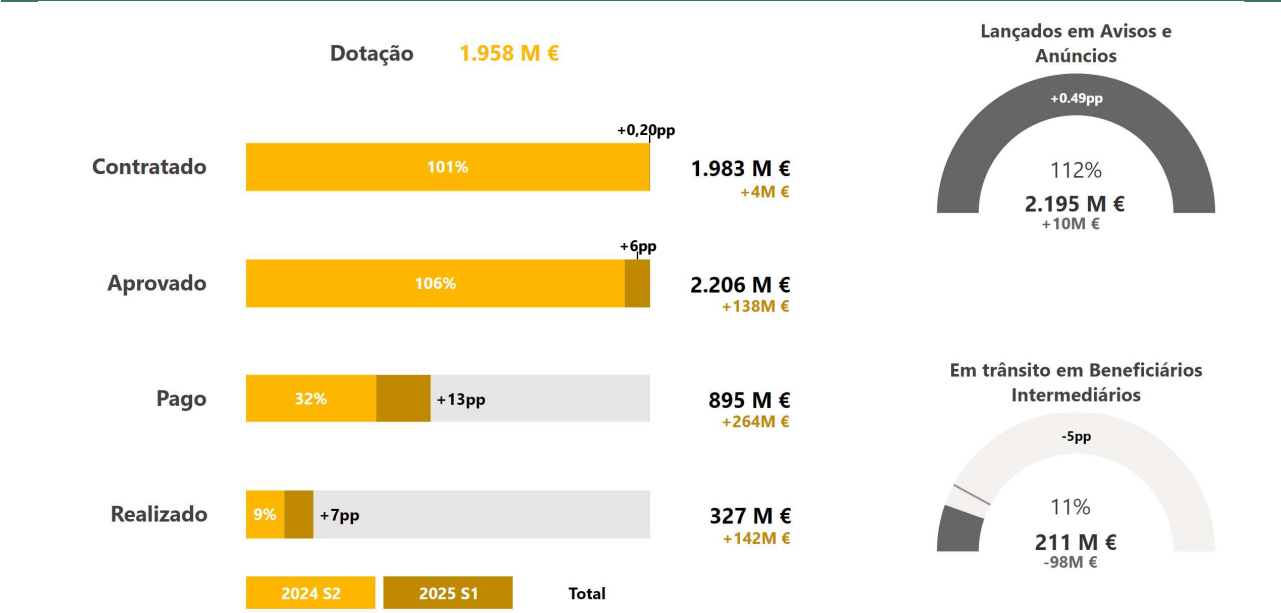 Dotação 1.958 M €
+0,20pp
Contratado 101% 1.983 M €
+4M €
+6pp
Aprovado 106% 2.206 M €
+138M €
Pago 32% +13pp 895 M €
+264M €
Realizado 9% +7pp 327 M €
+142M €
2024 S2 2025 S1 Total
Lançados em Avisos e
Anúncios
+0.49pp
112%
2.195 M €
+10M €
Em trânsito em Beneficiários
Intermediários
-5pp
11%
211 M €
-98M €